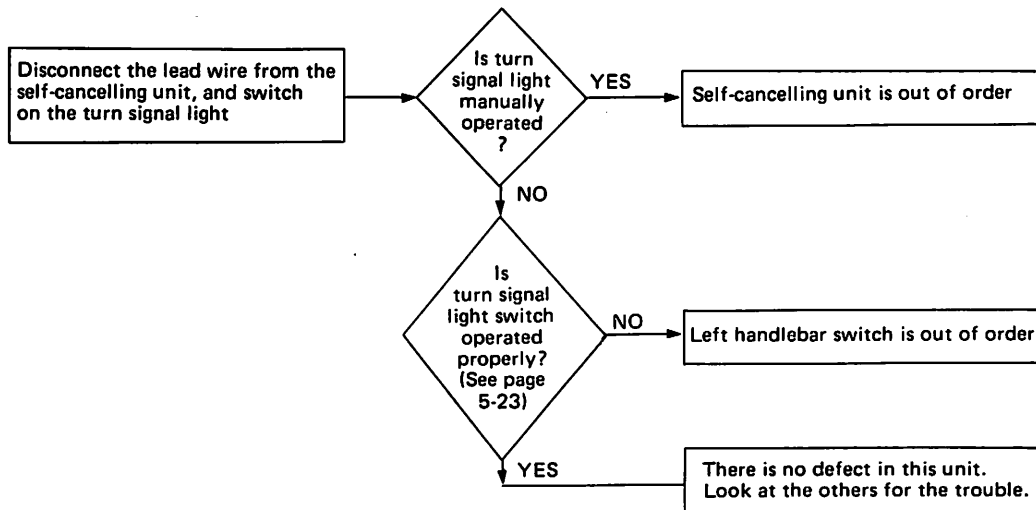 Disconnect the lead wire from the
self-cancelling unit, and switch
on the turn signal light
Is turn
signal light
manually
operated
?
YES
Self-cancelling unit is out of order
NO
Is
turn signal
light switch
operated
properly?
(See page
5-23)
NO
Left handlebar switch is out of order
YES
There is no defect in this unit.
Look at the others for the trouble.